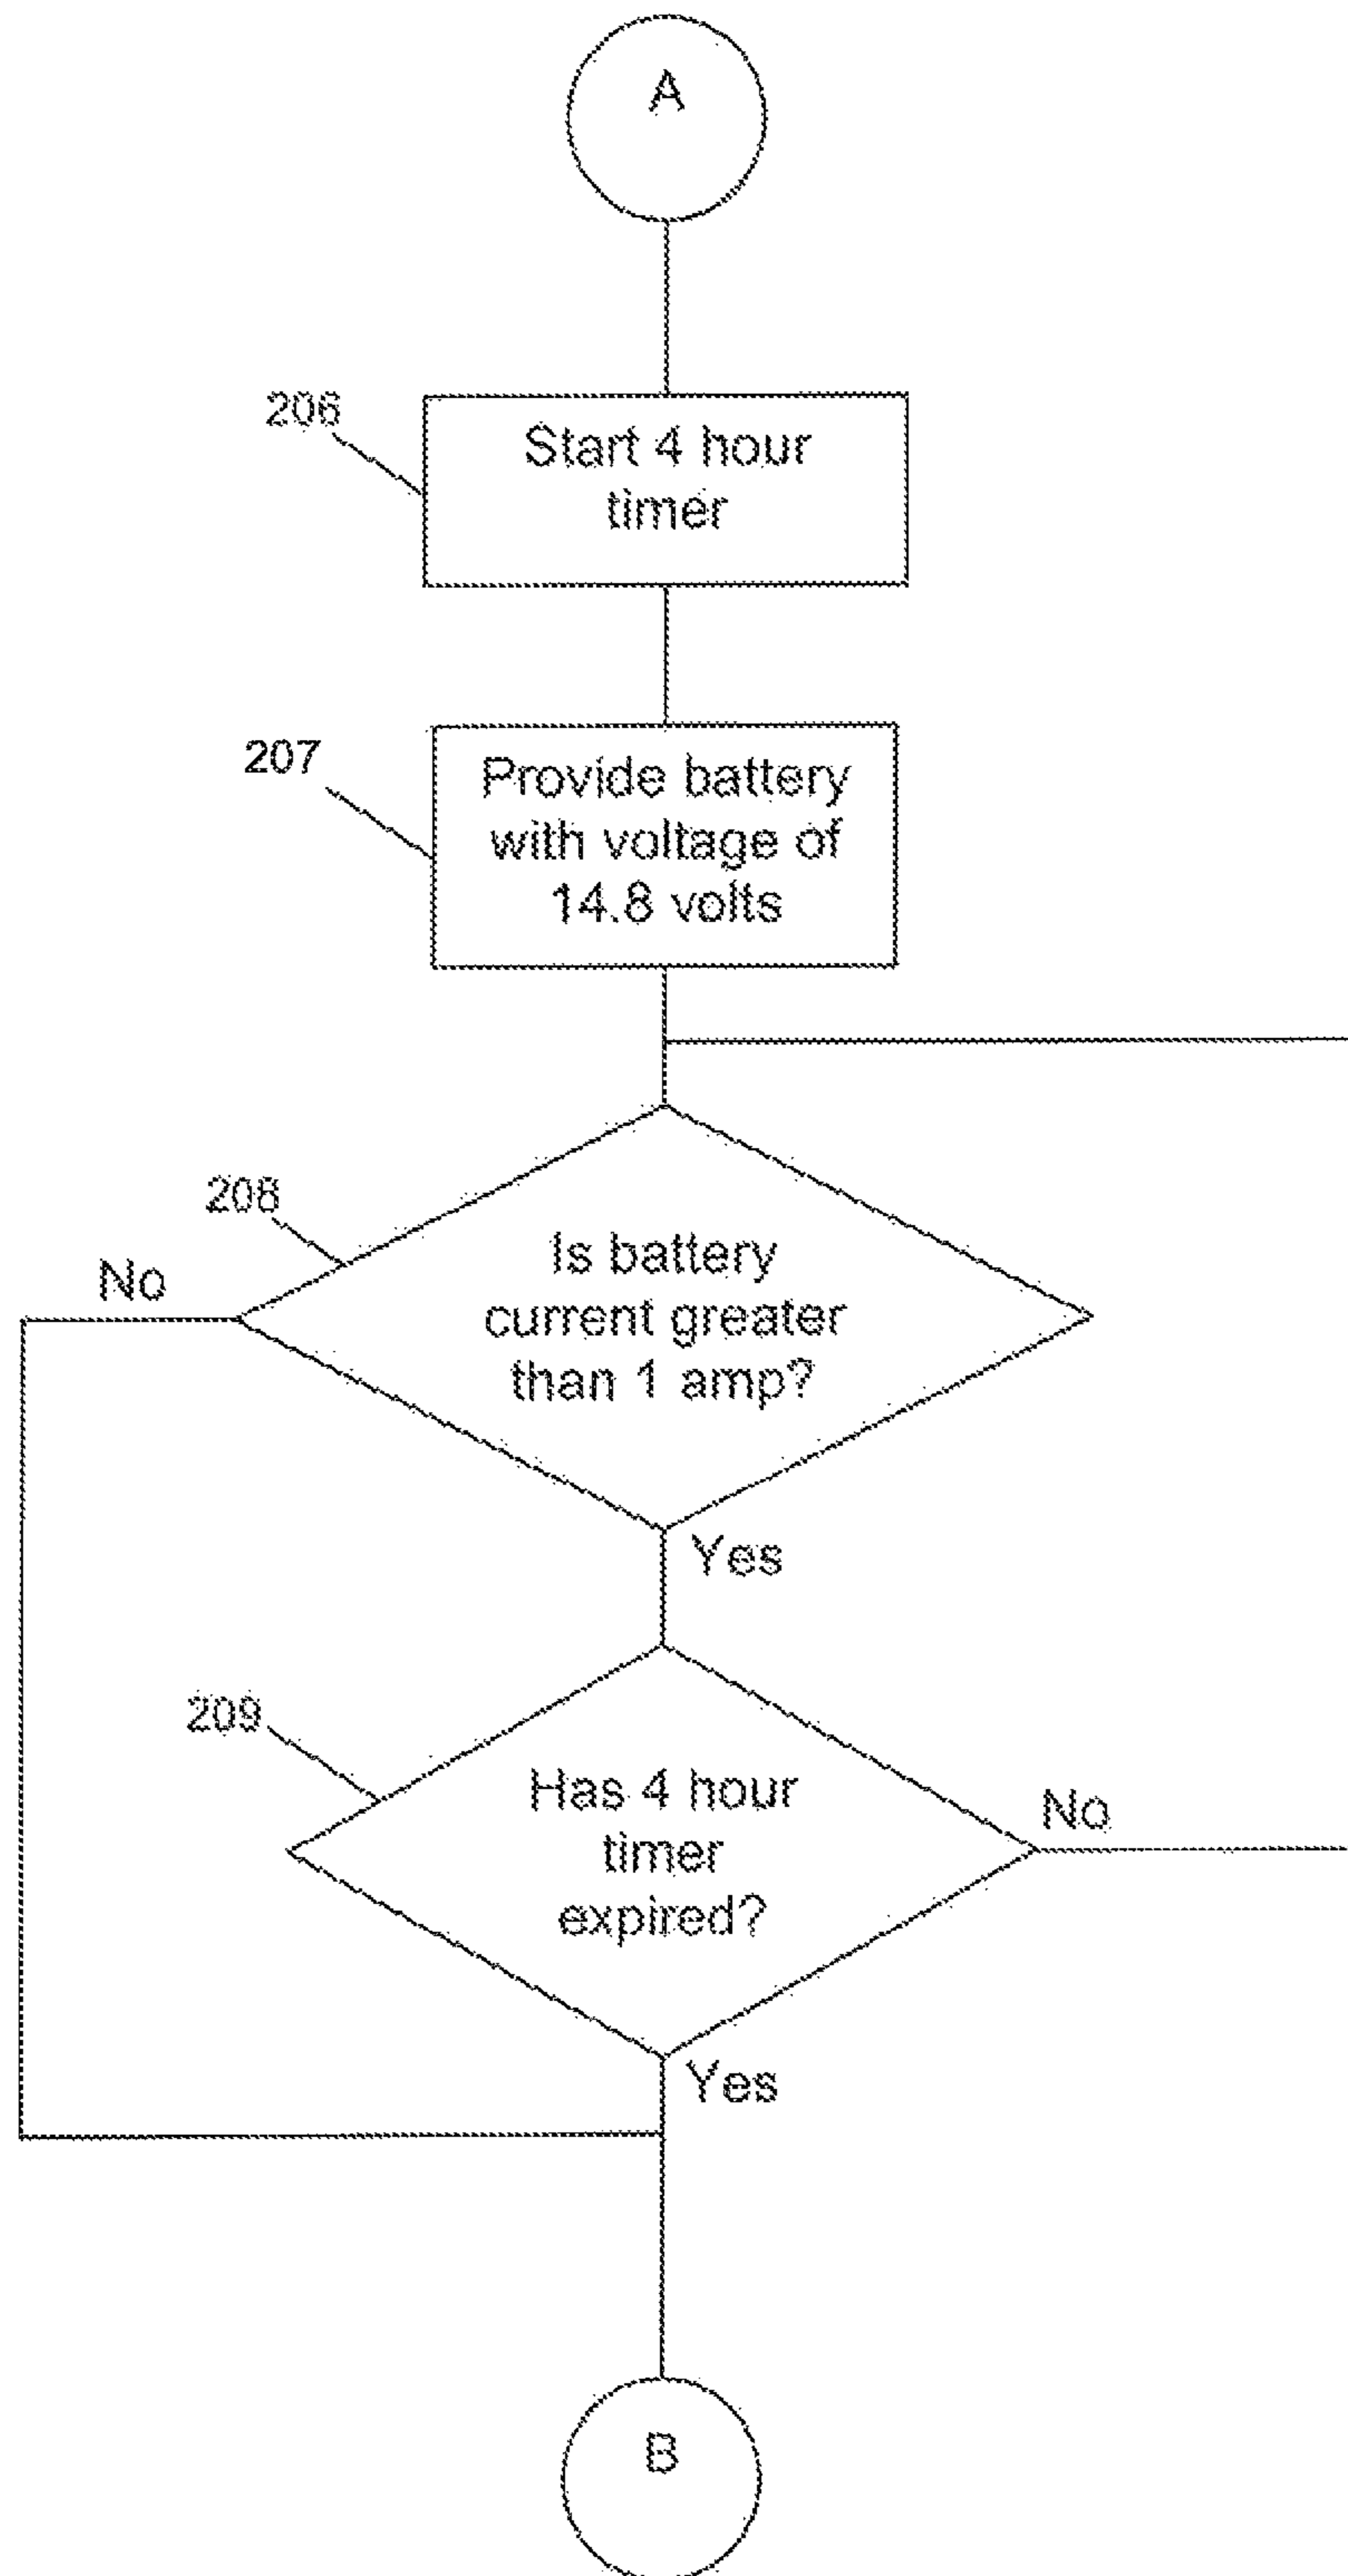 A
206
Start 4 hour
timer
207
Provide battery
with voltage of
14.8 volts
208
No
Is battery
current greater
than 1 amp?
Yes
209
Has 4 hour
timer
expired?
No
Yes
B